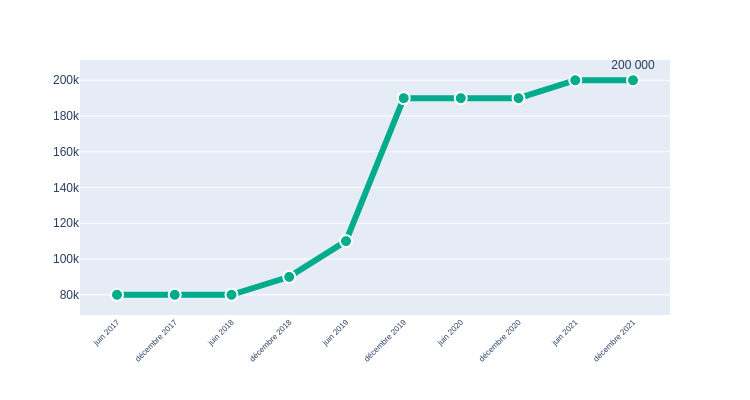 200 000
200k
180k
160k
140k
120k
100k
80k
juin 2017
décembre 2017
juin 2018
décembre 2018
juin 2019
décembre 2019
juin 2020
décembre 2020
juin 2021
décembre 2021